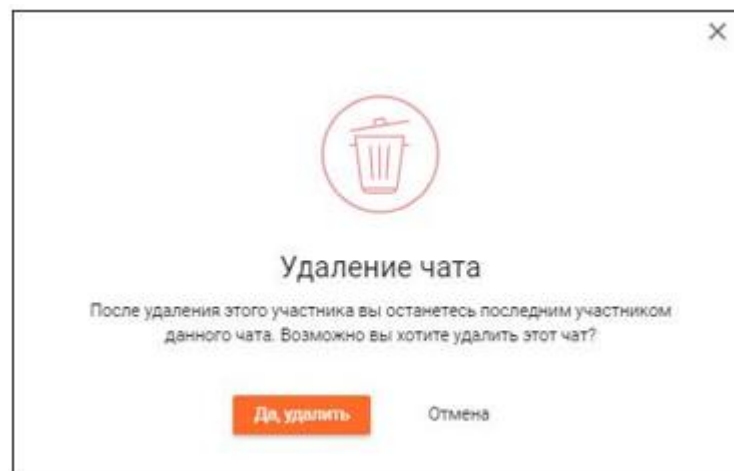 Удаление чата
После удаления этого участника вы останетесь последним участником
данного чата. Возможно вы хотите удалить этот чат?
Да, удалить Отмена